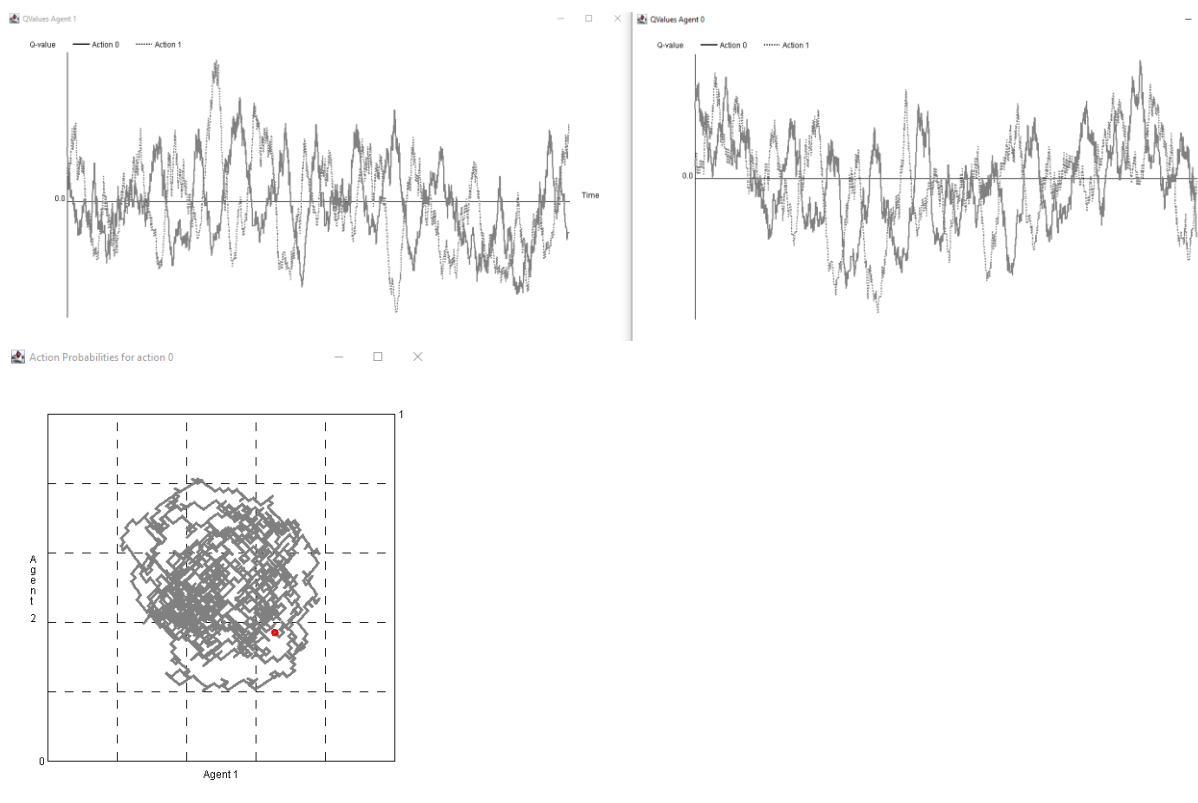 QValues Agent 1
Q-value Action 0 Action 1
0.0
Time
QValues Agent 0
Q-value Action 0 Action 1
0.0
Action Probabilities for action 0
1
Agent 2
0
Agent 1